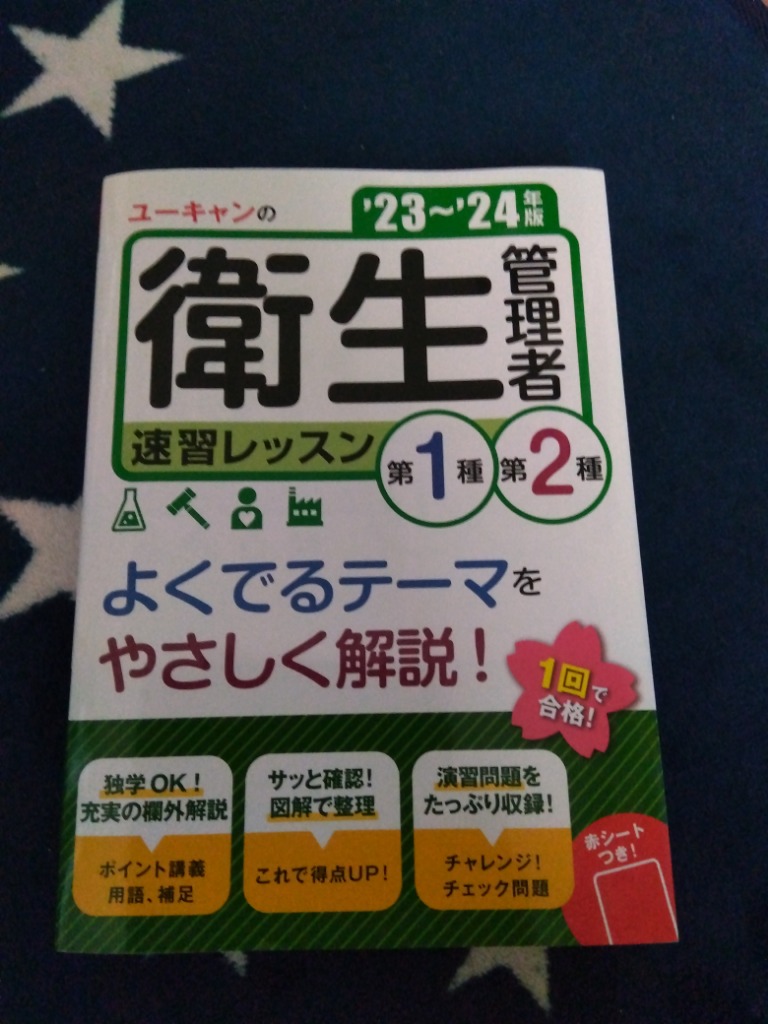 ユーキャンの
'23〜'24年版
衛生管理者
速習レッスン
第1種
第2種
よくでるテーマを
やさしく解説！
1回で
合格！
独学OK！
充実の欄外解説
ポイント講義
用語、補足
サッと確認！
図解で整理
これで得点UP！
演習問題を
たっぷり収録！
チャレンジ！
チェック問題
赤シート
つき！